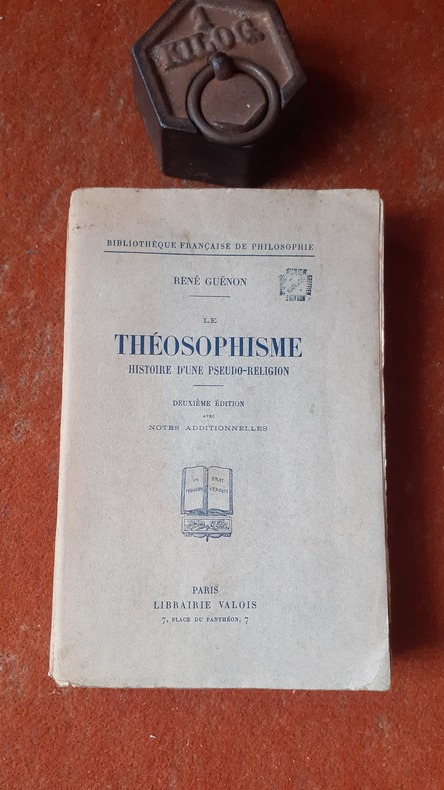 1
KILOG
BIBLIOTHÈQUE FRANÇAISE DE PHILOSOPHIE
RENÉ GUÉNON
LE
THÉOSOPHISME
HISTOIRE D'UNE PSEUDO-RELIGION
DEUXIÈME ÉDITION
AVEC
NOTES ADDITIONNELLES
IN
PRINCIPIO
ERAT
VERBUM
PARIS
LIBRAIRIE VALOIS
7, PLACE DU PANTHÉON, 7